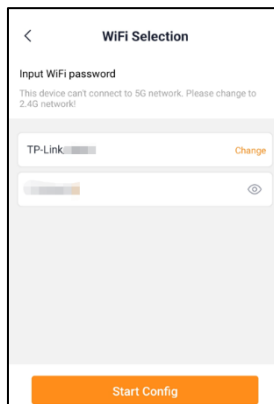 WiFi Selection
Input WiFi password
This device can't connect to 5G network. Please change to
2.4G network!
TP-Link
Change
Start Config